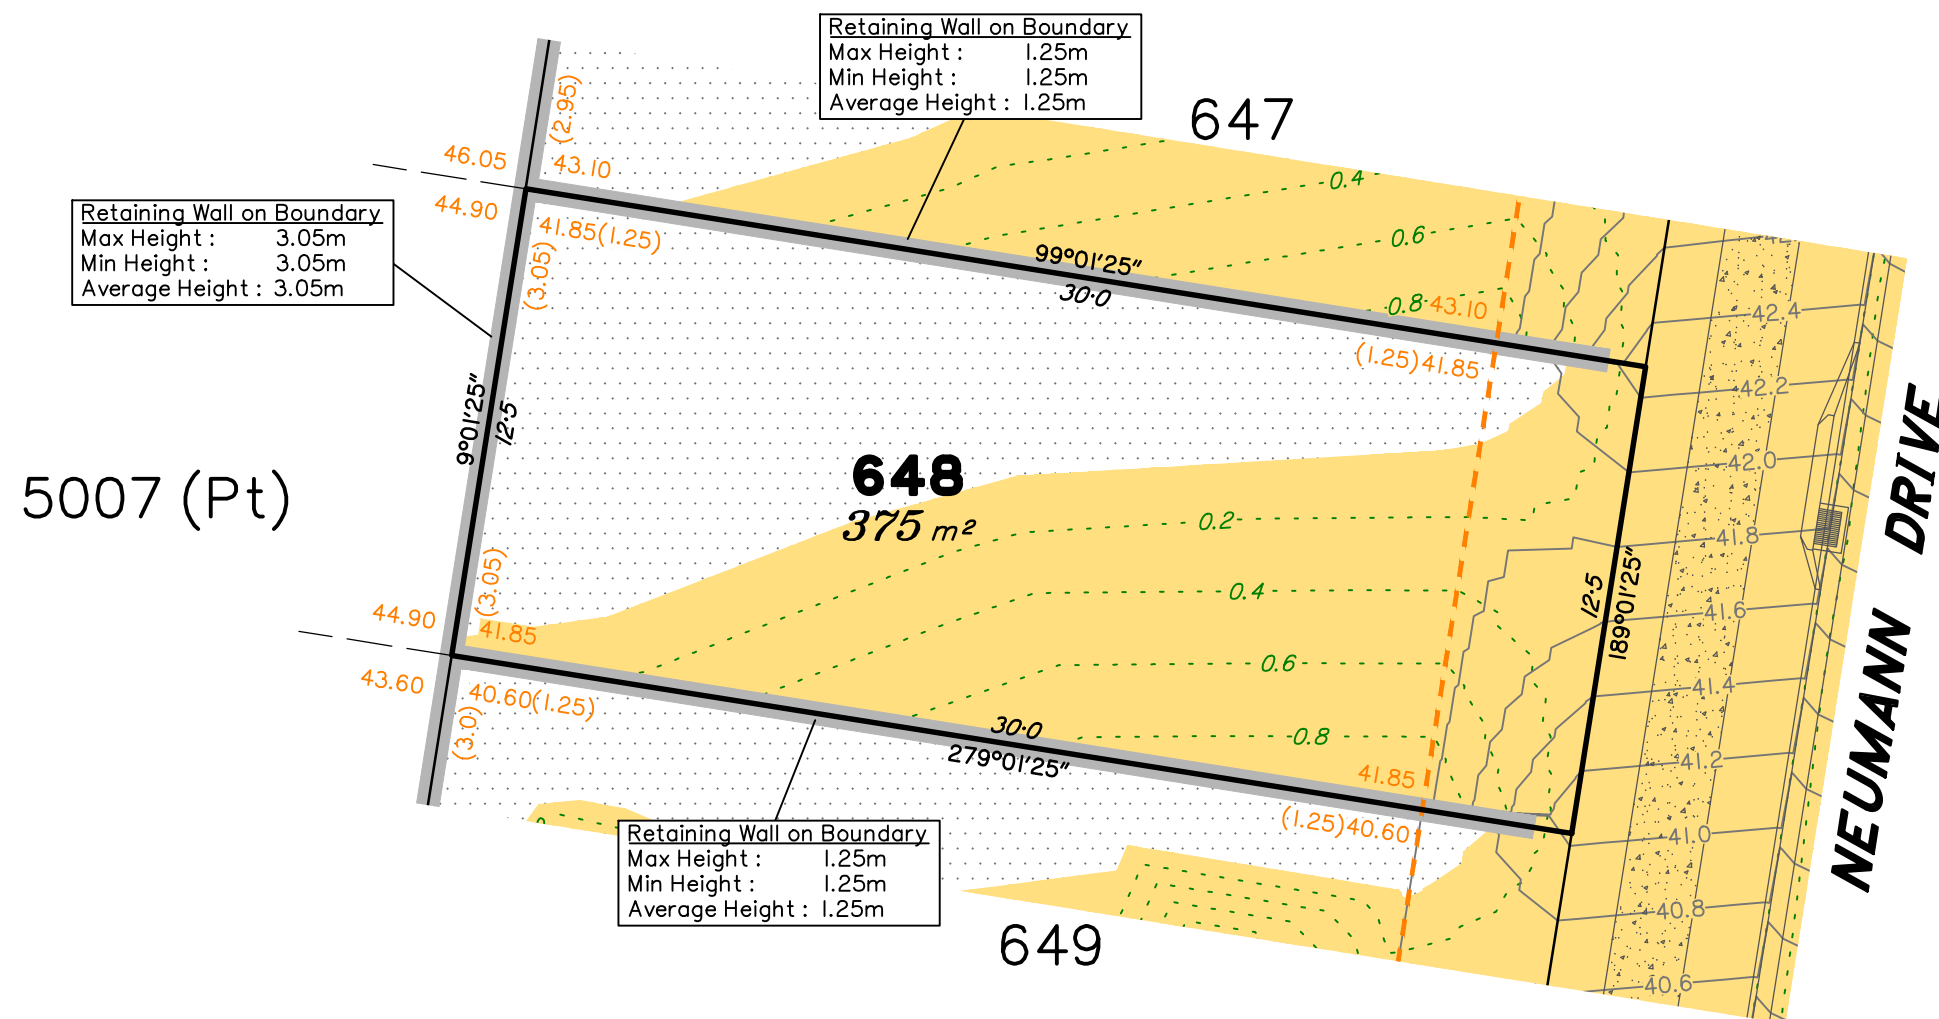 Retaining Wall on Boundary
Max Height : 1.25m
Min Height : 1.25m
Average Height : 1.25m
647
(2.95)
46.05
43.10
44.90
41.85(1.25)
(3.05)
Retaining Wall on Boundary
Max Height : 3.05m
Min Height : 3.05m
Average Height : 3.05m
0.4
0.6
0.8
43.10
99°01'25"
30·0
(1.25)41.85
42.4
42.2
42.0
41.8
41.6
41.4
41.2
41.0
40.8
40.6
9°01'25"
12·5
5007 (Pt)
648
375 m²
0.2
0.4
0.6
0.8
12·5
189°01'25"
NEUMANN DRIVE
(3.05)
44.90
41.85
43.60
40.60(1.25)
(3.0)
30·0
279°01'25"
41.85
(1.25)40.60
Retaining Wall on Boundary
Max Height : 1.25m
Min Height : 1.25m
Average Height : 1.25m
649